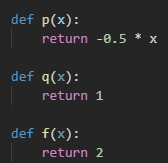 def p(x):
    return -0.5 * x
def q(x):
    return 1
def f(x):
    return 2